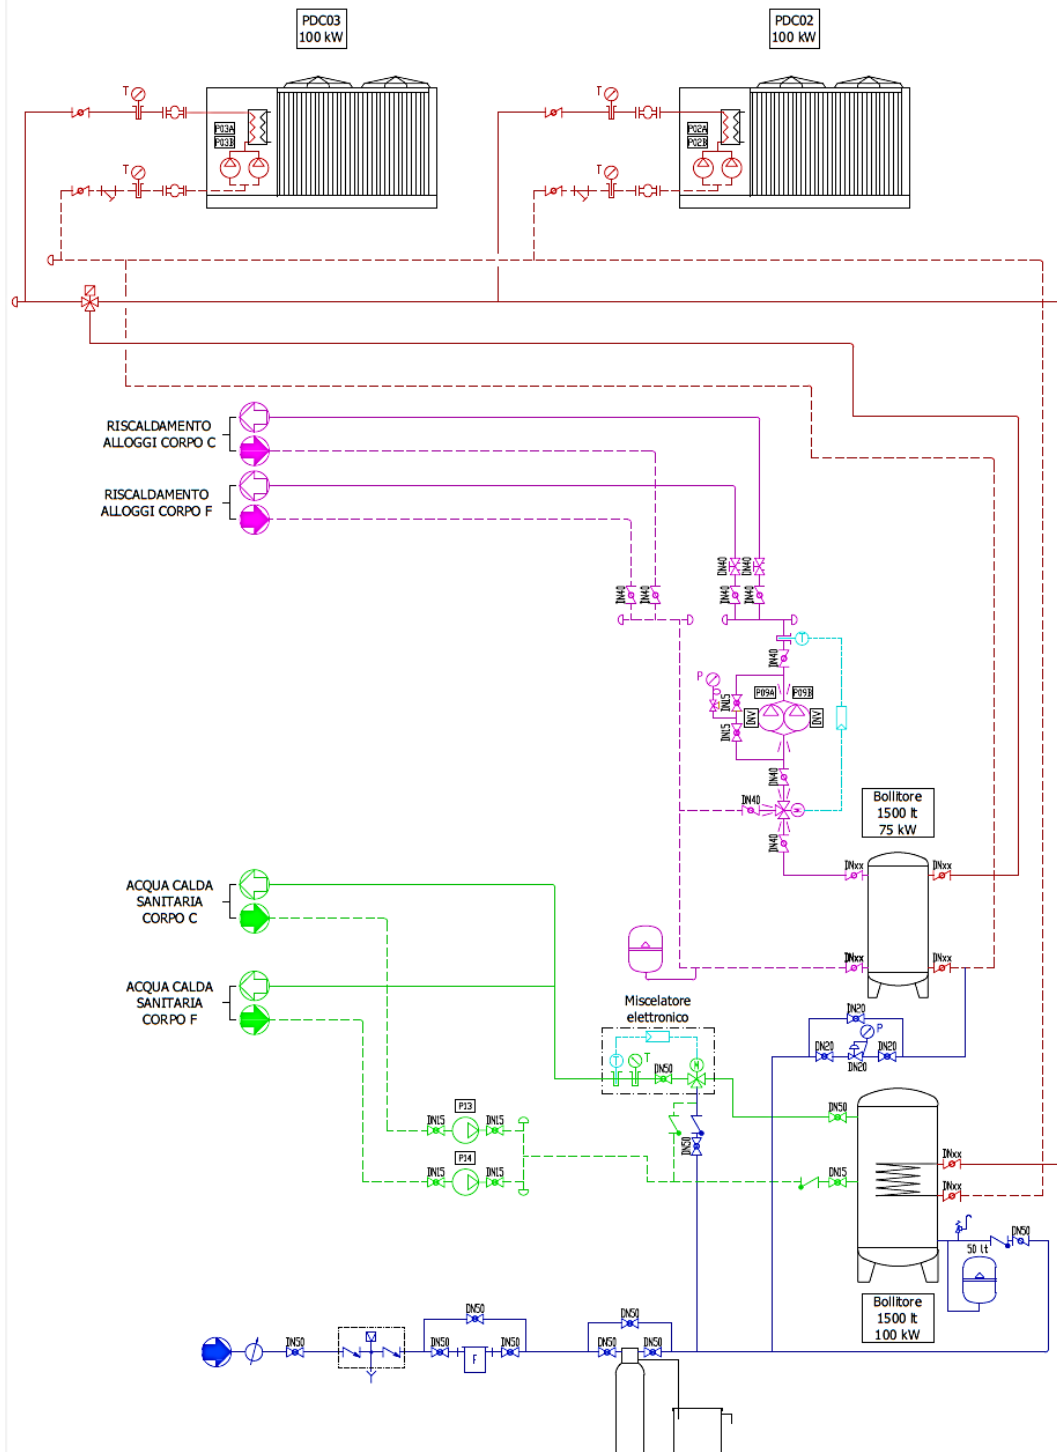 PDC03
100 kW
PDC02
100 kW
T
T
P03A
P03B
P02A
P02B
T
T
RISCALDAMENTO
ALLOGGI CORPO C
RISCALDAMENTO
ALLOGGI CORPO F
DN40
DN40
DN40
DN40
DN40
DN40
T
DN40
P
P09A
P09B
DN15
INV
INV
DN15
DN40
DN40
M
DN40
Bollitore
1500 lt
75 kW
DNxx
DNxx
ACQUA CALDA
SANITARIA
CORPO C
DNxx
DNxx
ACQUA CALDA
SANITARIA
CORPO F
Miscelatore
elettronico
DN20
P
DN20
DN20
DN20
T
T
DN50
M
P13
DN15
DN15
DN50
DN50
P14
DN15
DN15
DN15
DNxx
DNxx
DN50
50 lt
Bollitore
1500 lt
100 kW
DN50
DN50
DN50
DN50
DN50
DN50
DN50
F